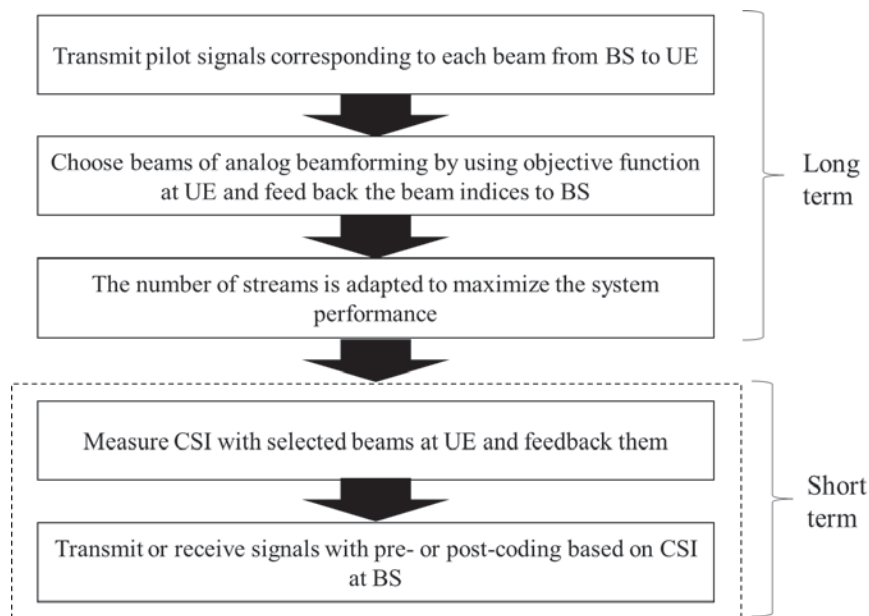 Transmit pilot signals corresponding to each beam from BS to UE
Choose beams of analog beamforming by using objective function
at UE and feed back the beam indices to BS
The number of streams is adapted to maximize the system
performance
Long
term
Measure CSI with selected beams at UE and feedback them
Transmit or receive signals with pre- or post-coding based on CSI
at BS
Short
term